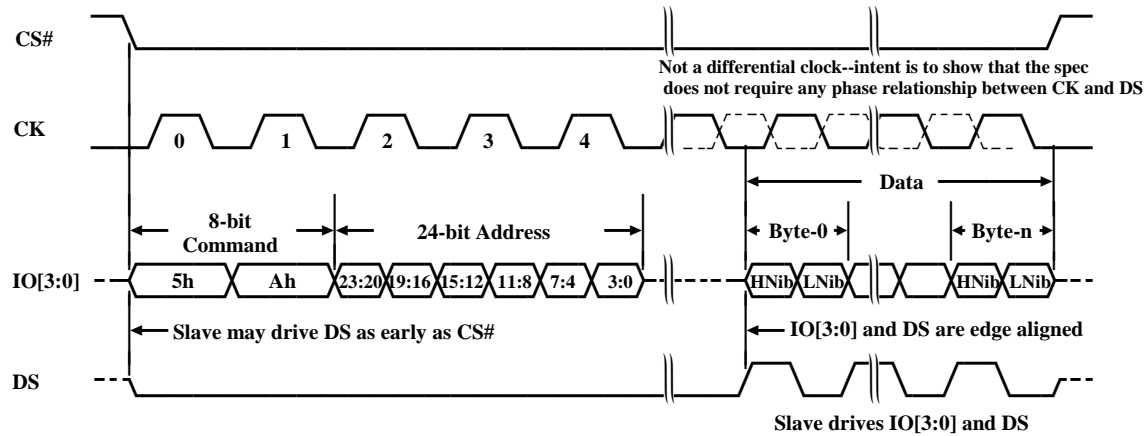 CS#
Not a differential clock--intent is to show that the spec
does not require any phase relationship between CK and DS
CK
0 1 2 3 4
Data
8-bit
Command
24-bit Address
Byte-0
Byte-n
IO[3:0]
5h Ah 23:20 19:16 15:12 11:8 7:4 3:0 HNib LNib HNib LNib
Slave may drive DS as early as CS#
IO[3:0] and DS are edge aligned
DS
Slave drives IO[3:0] and DS